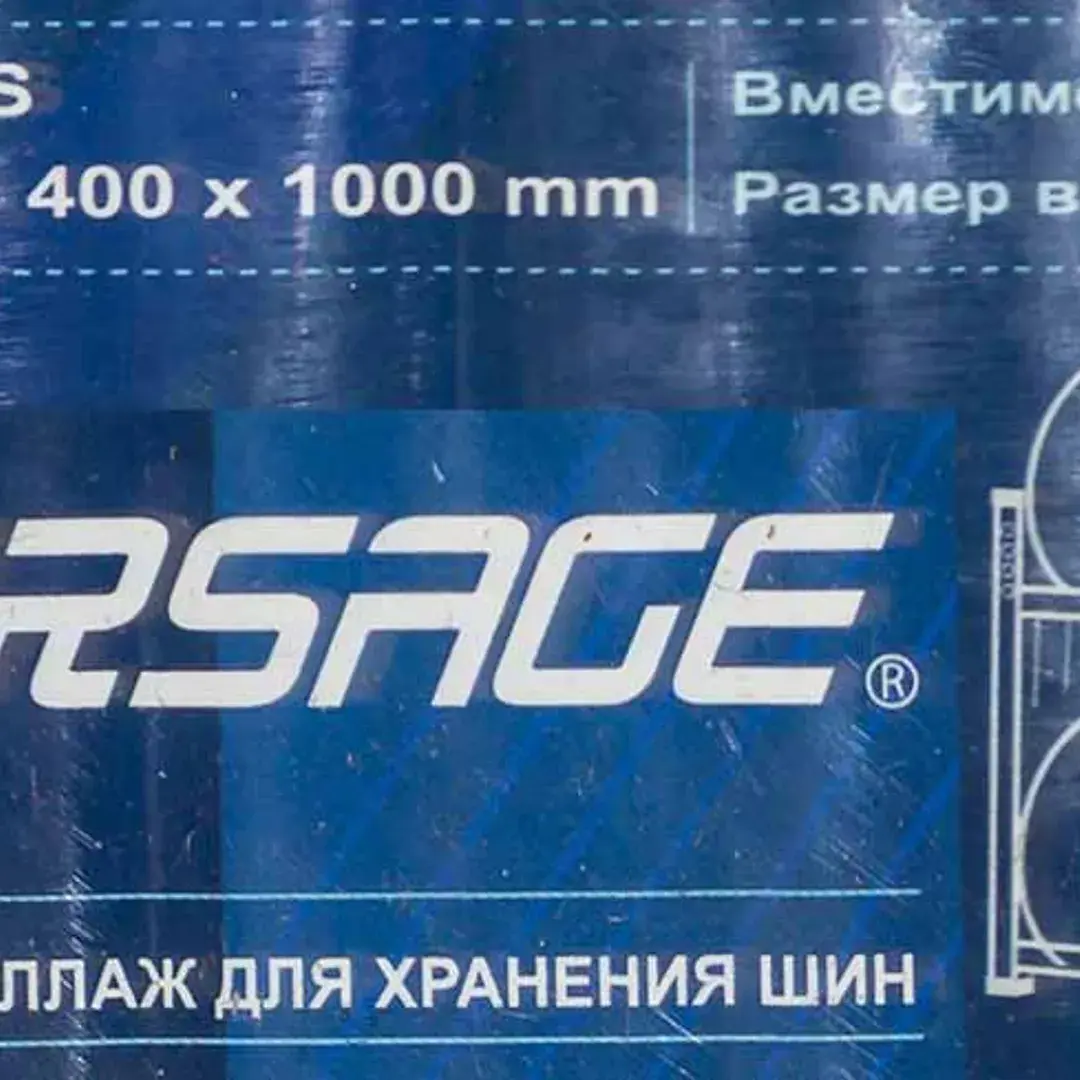 S
Вместим
400 x 1000 mm
Размер в
RSAGE®
ЛЛАЖ ДЛЯ ХРАНЕНИЯ ШИН